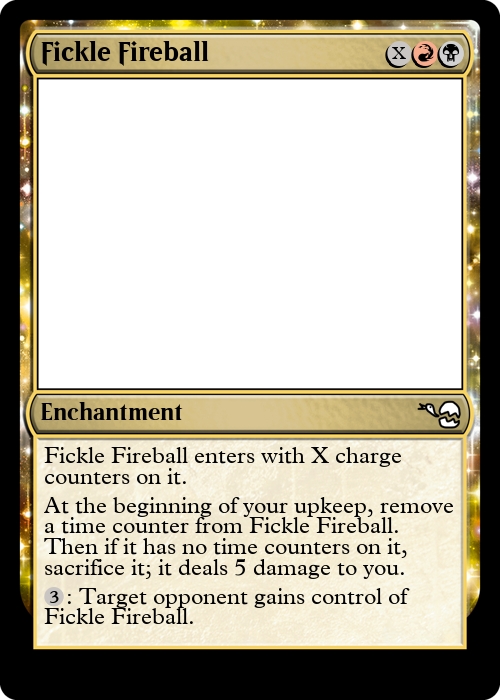 Fickle Fireball X
Enchantment
Fickle Fireball enters with X charge
counters on it.
At the beginning of your upkeep, remove
a time counter from Fickle Fireball.
Then if it has no time counters on it,
sacrifice it; it deals 5 damage to you.
3: Target opponent gains control of
Fickle Fireball.